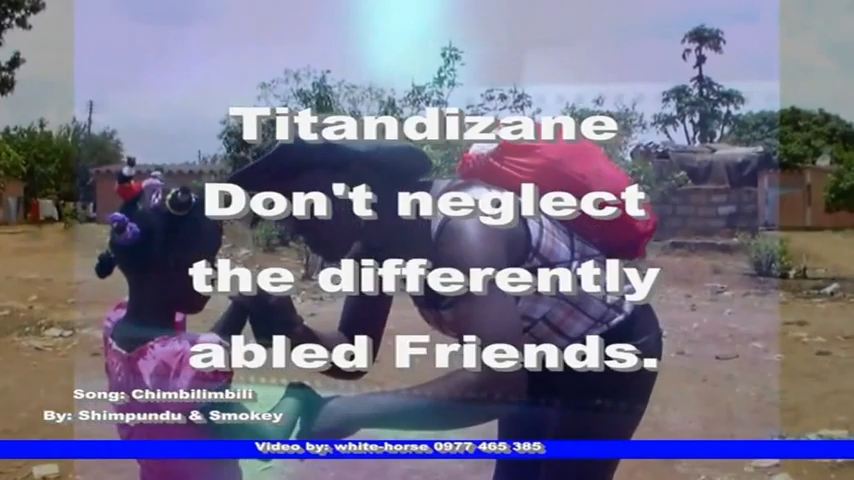 Titandizane
Don't neglect
the differently
abled Friends.
Song: Chimbilimbili
By: Shimpundu & Smokey
Video by: white-horse 0977 465 385